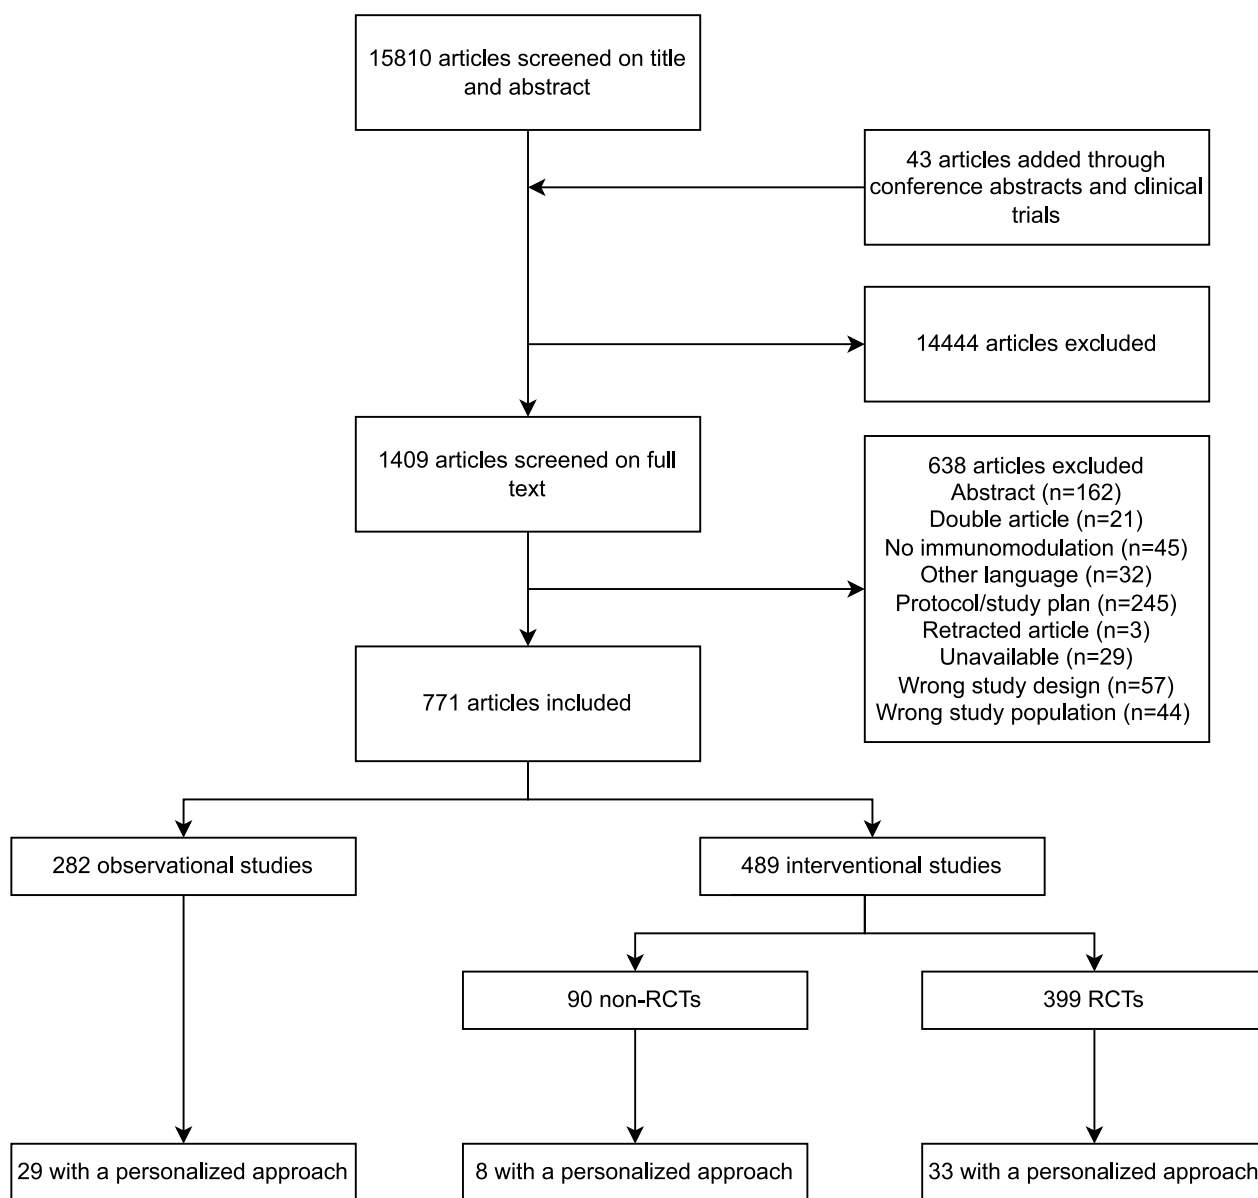 15810 articles screened on title
and abstract
43 articles added through
conference abstracts and clinical
trials
14444 articles excluded
1409 articles screened on full
text
638 articles excluded
Abstract (n=162)
Double article (n=21)
No immunomodulation (n=45)
Other language (n=32)
Protocol/study plan (n=245)
Retracted article (n=3)
Unavailable (n=29)
Wrong study design (n=57)
Wrong study population (n=44)
771 articles included
282 observational studies
489 interventional studies
90 non-RCTs
399 RCTs
29 with a personalized approach
8 with a personalized approach
33 with a personalized approach